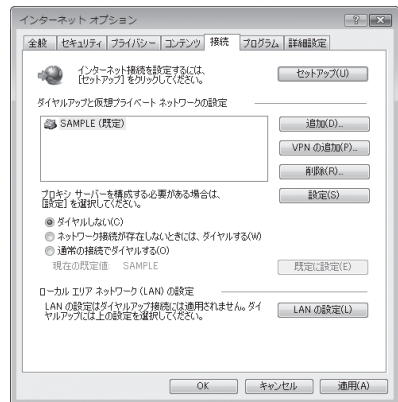 インターネット オプション
全般 セキュリティ プライバシー コンテンツ 接続 プログラム 詳細設定
インターネット接続を設定するには、
[セットアップ] をクリックしてください。
セットアップ(U)
ダイヤルアップと仮想プライベート ネットワークの設定
SAMPLE (既定)
追加(D)...
VPN の追加(P)...
削除(R)...
プロキシ サーバーを構成する必要がある場合は、
[設定] を選択してください。
設定(S)
ダイヤルしない(C)
ネットワーク接続が存在しないときには、ダイヤルする(W)
通常の接続でダイヤルする(O)
現在の既定値: SAMPLE
既定に設定(E)
ローカル エリア ネットワーク (LAN) の設定
LAN の設定はダイヤルアップ接続には適用されません。ダイ
ヤルアップには上の設定を選択してください。
LAN の設定(L)
OK キャンセル 適用(A)